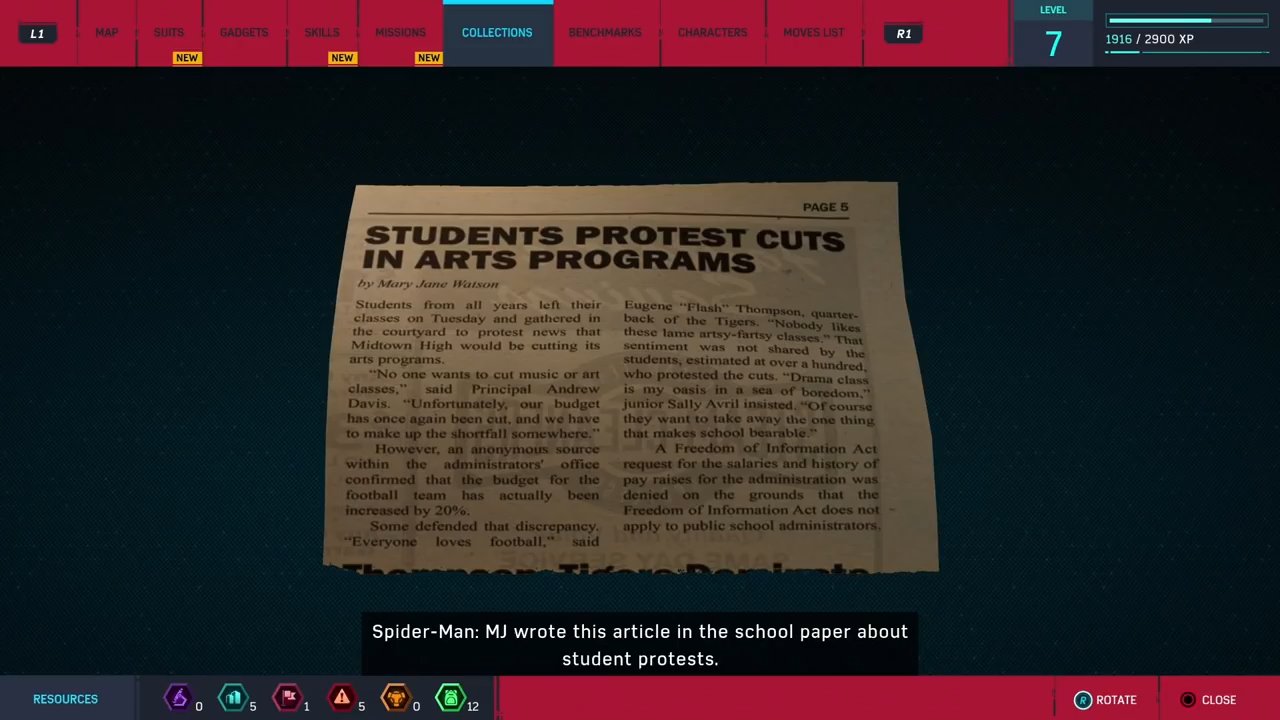 L1
MAP
SUITS
NEW
GADGETS
SKILLS
NEW
MISSIONS
NEW
COLLECTIONS
BENCHMARKS
CHARACTERS
MOVES LIST
R1
LEVEL
7
1916 / 2900 XP
PAGE 5
STUDENTS PROTEST CUTS
IN ARTS PROGRAMS
by Mary Jane Watson
Students from all years left their
classes on Tuesday and gathered in
the courtyard to protest news that
Midtown High would be cutting its
arts programs.
"No one wants to cut music or art
classes," said Principal Andrew
Davis. "Unfortunately, our budget
has once again been cut, and we have
to make up the shortfall somewhere."
However, an anonymous source
within the administrators' office
confirmed that the budget for the
football team has actually been
increased by 20%.
Some defended that discrepancy.
"Everyone loves football," said
Eugene "Flash" Thompson, quarter-
back of the Tigers. "Nobody likes
these lame artsy-fartsy classes." That
sentiment was not shared by the
students, estimated at over a hundred,
who protested the cuts. "Drama class
is my oasis in a sea of boredom,"
junior Sally Avril insisted. "Of course
they want to take away the one thing
that makes school bearable."
A Freedom of Information Act
request for the salaries and history of
pay raises for the administration was
denied on the grounds that the
Freedom of Information Act does not
apply to public school administrators.
Thompson, Tigers Dominate
Spider-Man: MJ wrote this article in the school paper about
student protests.
RESOURCES
0
5
1
5
0
12
R ROTATE
CLOSE